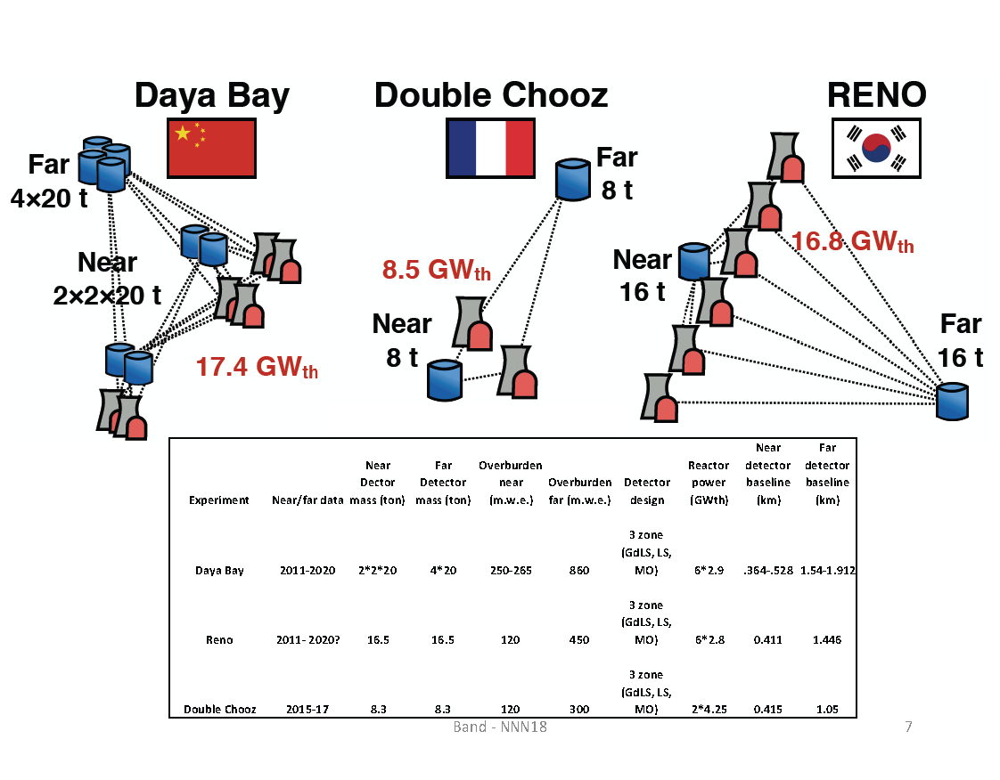 Daya Bay
Double Chooz
RENO
Far
4×20 t
Near
2×2×20 t
17.4 GWth
Far
8 t
8.5 GWth
Near
8 t
16.8 GWth
Near
16 t
Far
16 t
Experiment Near/far data Near Dector mass (ton) Far Detector mass (ton) Overburden near (m.w.e.) Overburden far (m.w.e.) Detector design Reactor power (GWth) Near detector baseline (km) Far detector baseline (km)
Daya Bay 2011-2020 2*2*20 4*20 250-265 860 3 zone (GdLS, LS, MO) 6*2.9 .364-.528 1.54-1.912
Reno 2011- 2020? 16.5 16.5 120 450 3 zone (GdLS, LS, MO) 6*2.8 0.411 1.446
Double Chooz 2015-17 8.3 8.3 120 300 3 zone (GdLS, LS, MO) 2*4.25 0.415 1.05
Band - NNN18
7